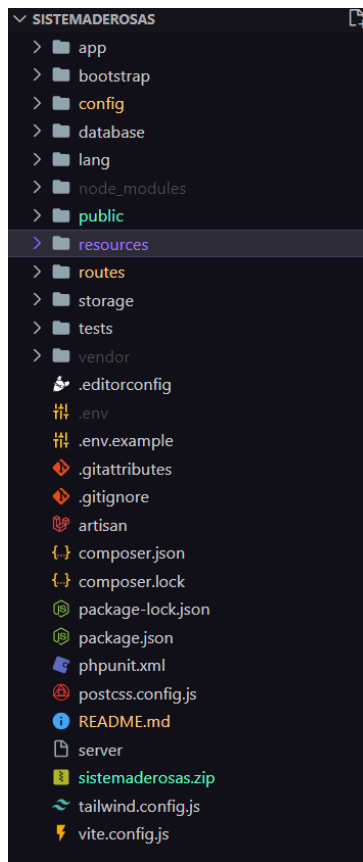 SISTEMADEROSAS
app
bootstrap
config
database
lang
node_modules
public
resources
routes
storage
tests
vendor
.editorconfig
.env
.env.example
.gitattributes
.gitignore
artisan
{..} composer.json
{..} composer.lock
JS package-lock.json
JS package.json
phpunit.xml
postcss.config.js
README.md
server
sistemaderosas.zip
tailwind.config.js
vite.config.js